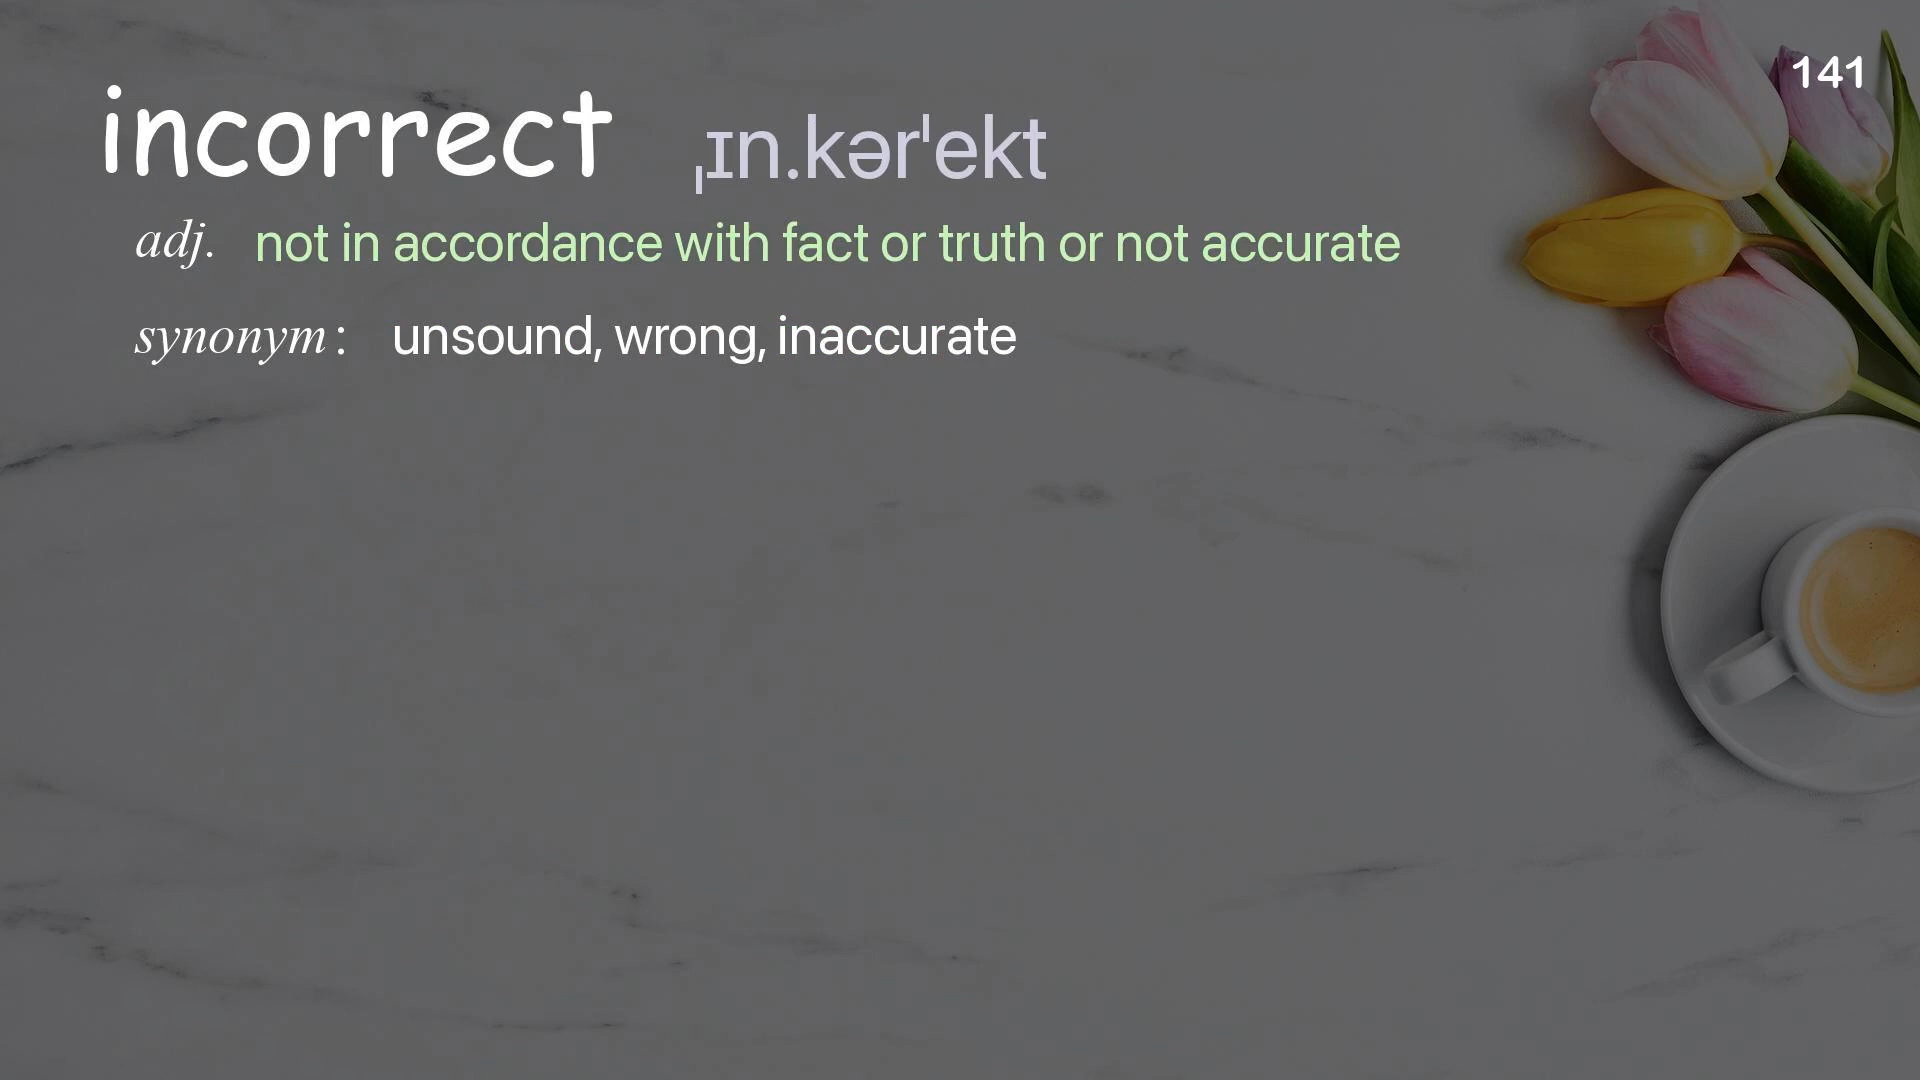 141
incorrect ˌɪn.kərˈekt
adj. not in accordance with fact or truth or not accurate
synonym : unsound, wrong, inaccurate